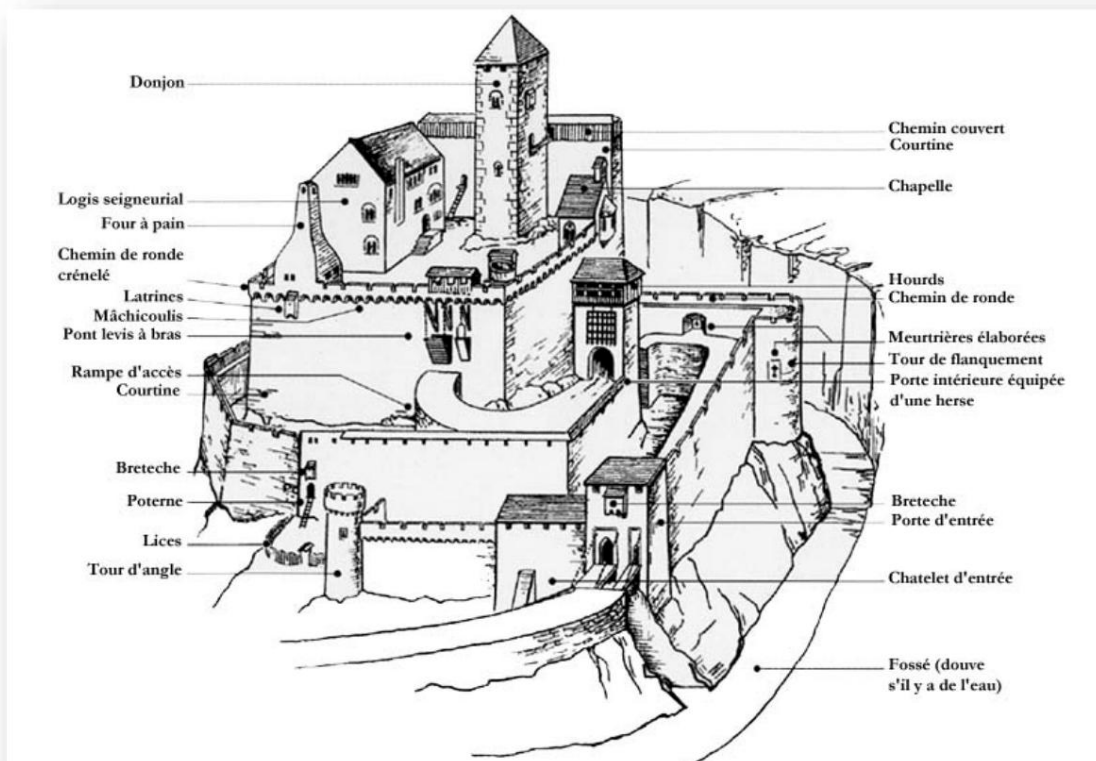 Donjon
Logis seigneurial
Four à pain
Chemin de ronde
crénelé
Latrines
Mâchicoulis
Pont levis à bras
Rampe d'accès
Courtine
Breteche
Poterne
Lices
Tour d'angle
Chemin couvert
Courtine
Chapelle
Hourds
Chemin de ronde
Meurtrières élaborées
Tour de flanquement
Porte intérieure équipée
d'une herse
Breteche
Porte d'entrée
Chatelet d'entrée
Fossé (douve
s'il y a de l'eau)